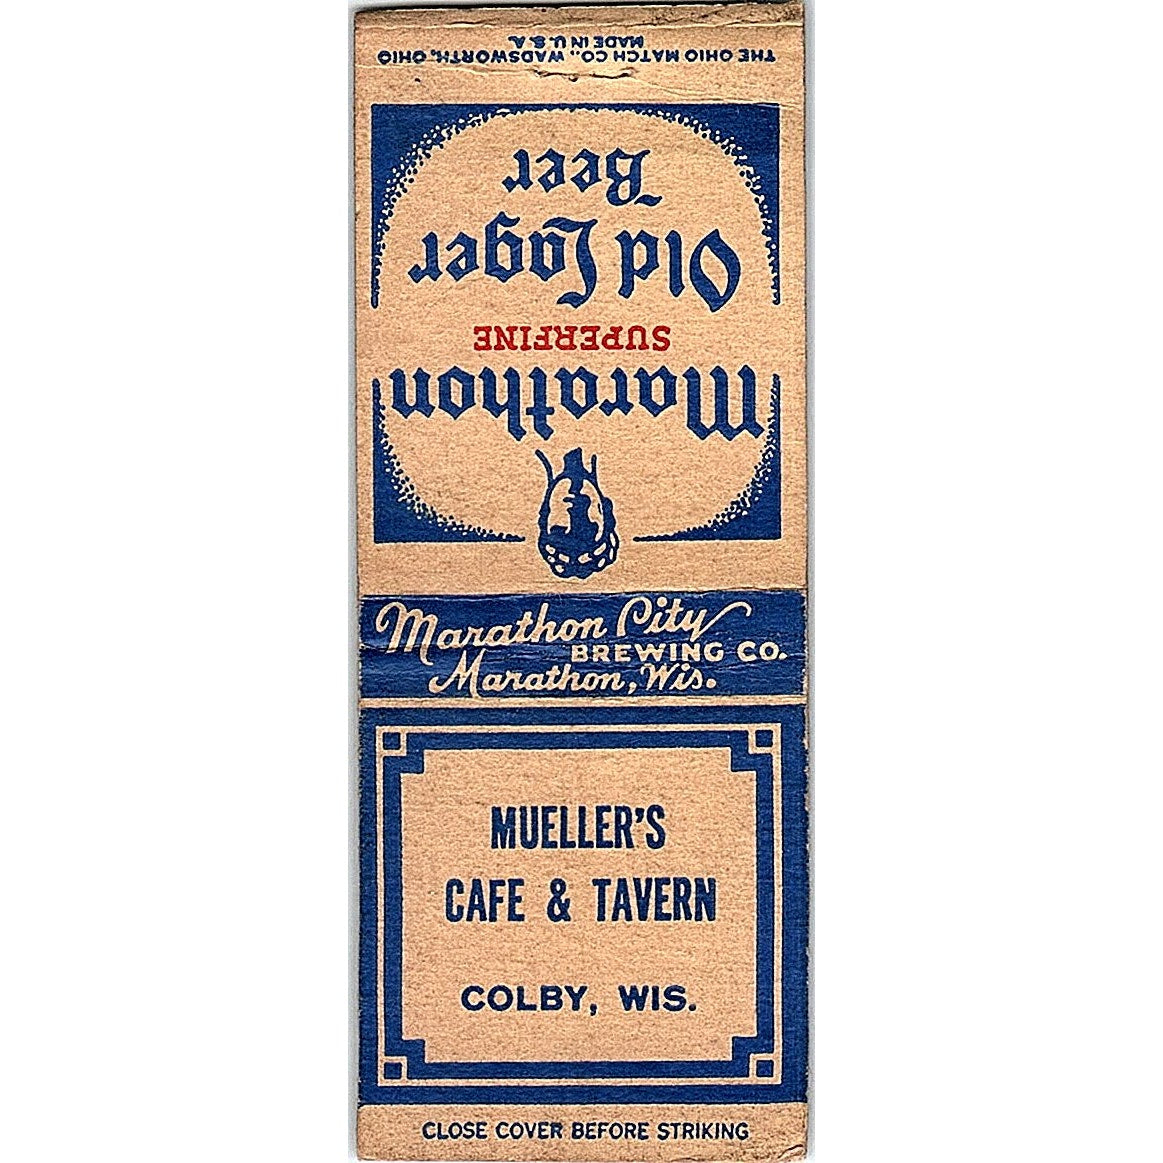 THE OHIO MATCH CO., WADSWORTH, OHIO
MADE IN U.S.A.
Marathon
SUPERFINE
Old Lager
Beer
Marathon City
BREWING CO.
Marathon, Wis.
MUELLER'S
CAFE & TAVERN
COLBY, WIS.
CLOSE COVER BEFORE STRIKING